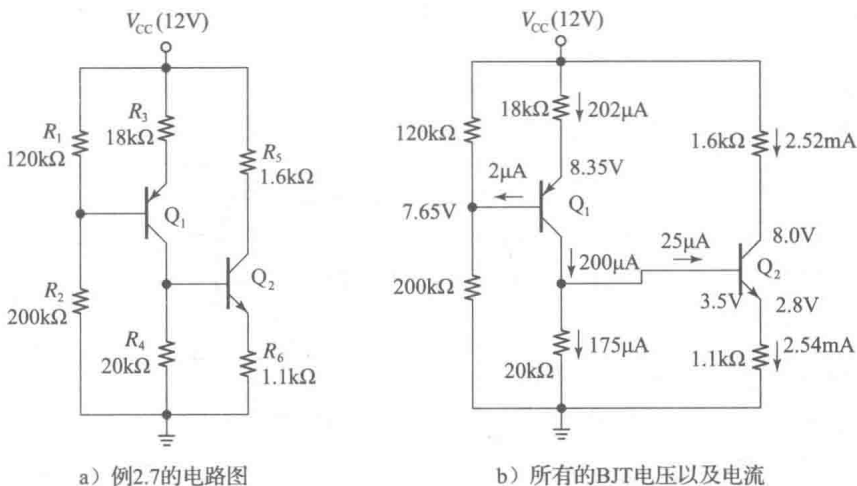 V_CC(12V)
R_1
120kΩ
R_3
18kΩ
R_5
1.6kΩ
Q_1
R_2
200kΩ
Q_2
R_4
20kΩ
R_6
1.1kΩ
a）例2.7的电路图
V_CC(12V)
120kΩ
18kΩ
202μA
1.6kΩ
2.52mA
2μA
8.35V
7.65V
Q_1
25μA
8.0V
200kΩ
200μA
Q_2
3.5V
2.8V
20kΩ
175μA
1.1kΩ
2.54mA
b）所有的BJT电压以及电流